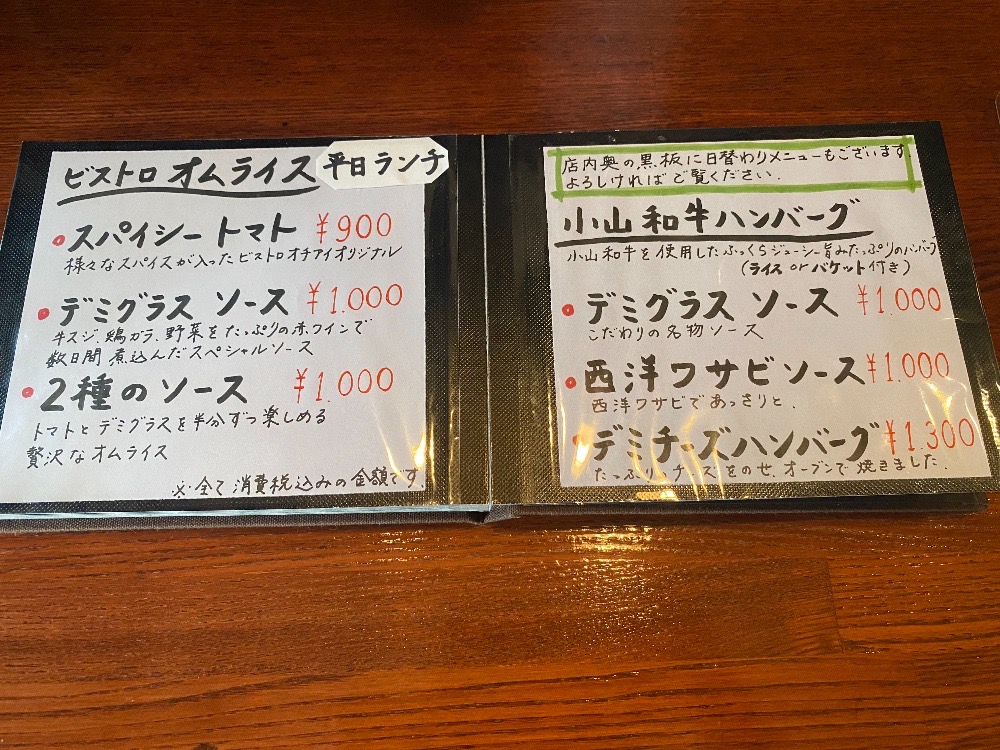 ビストロ オムライス 平日ランチ
• スパイシートマト ¥900
様々なスパイスが入ったビストロオチアイオリジナル
• デミグラス ソース ¥1.000
牛スジ、鶏ガラ、野菜をたっぷりの赤ワインで
数日間煮込んだスペシャルソース
• 2種のソース ¥1.000
トマトとデミグラスを半分ずつ楽しめる
贅沢なオムライス
※全て消費税込みの金額です。
店内奥の黒板に日替わりメニューもございます。
よろしければご覧ください.
小山和牛ハンバーグ
小山和牛を使用したふっくらジューシー旨みたっぷりのハンバーグ
(ライス or バケット付き)
• デミグラス ソース ¥1.000
こだわりの名物ソース
• 西洋ワサビソース ¥1.000
西洋ワサビであっさりと.
• デミチーズハンバーグ ¥1.300
たっぷりチーズをのせ、オーブンで焼きました.